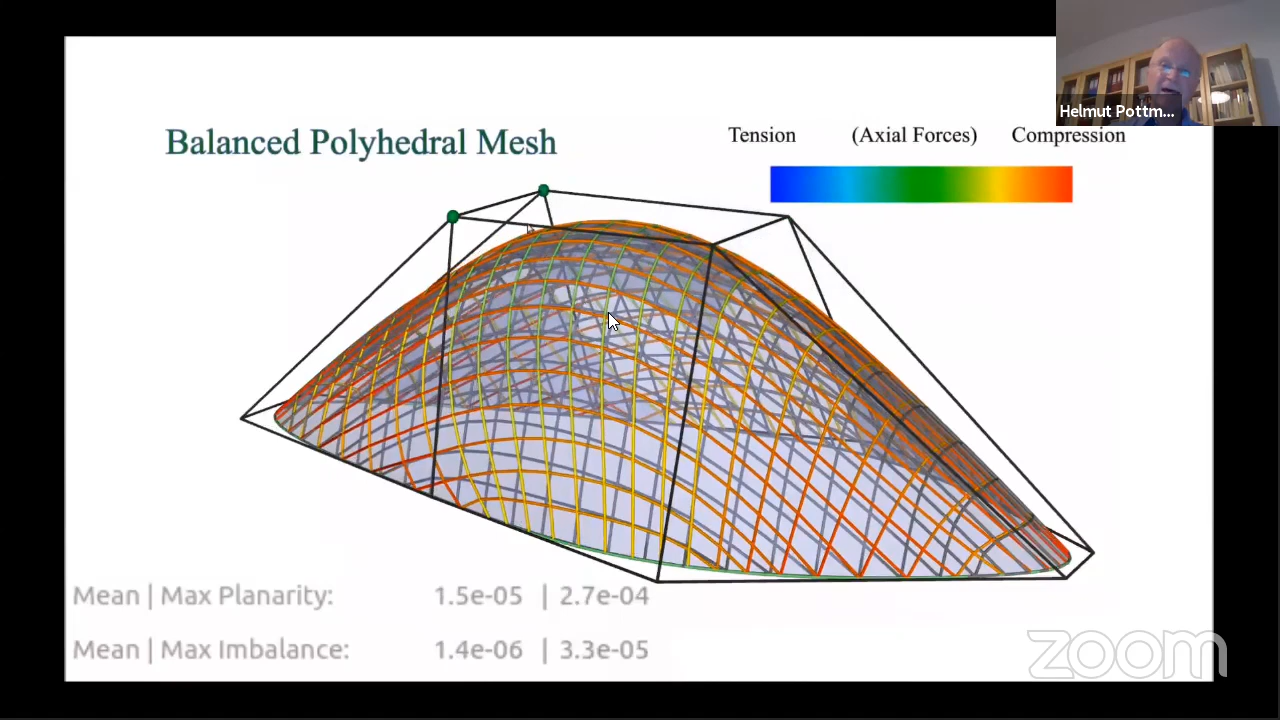 Helmut Pottm...
Balanced Polyhedral Mesh
Tension (Axial Forces) Compression
Mean | Max Planarity: 1.5e-05 | 2.7e-04
Mean | Max Imbalance: 1.4e-06 | 3.3e-05
zoom